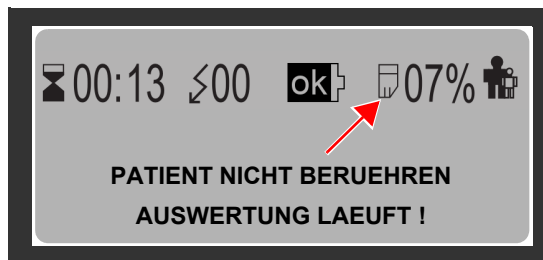 00:13 00 ok 07%
PATIENT NICHT BERUEHREN
AUSWERTUNG LAEUFT !